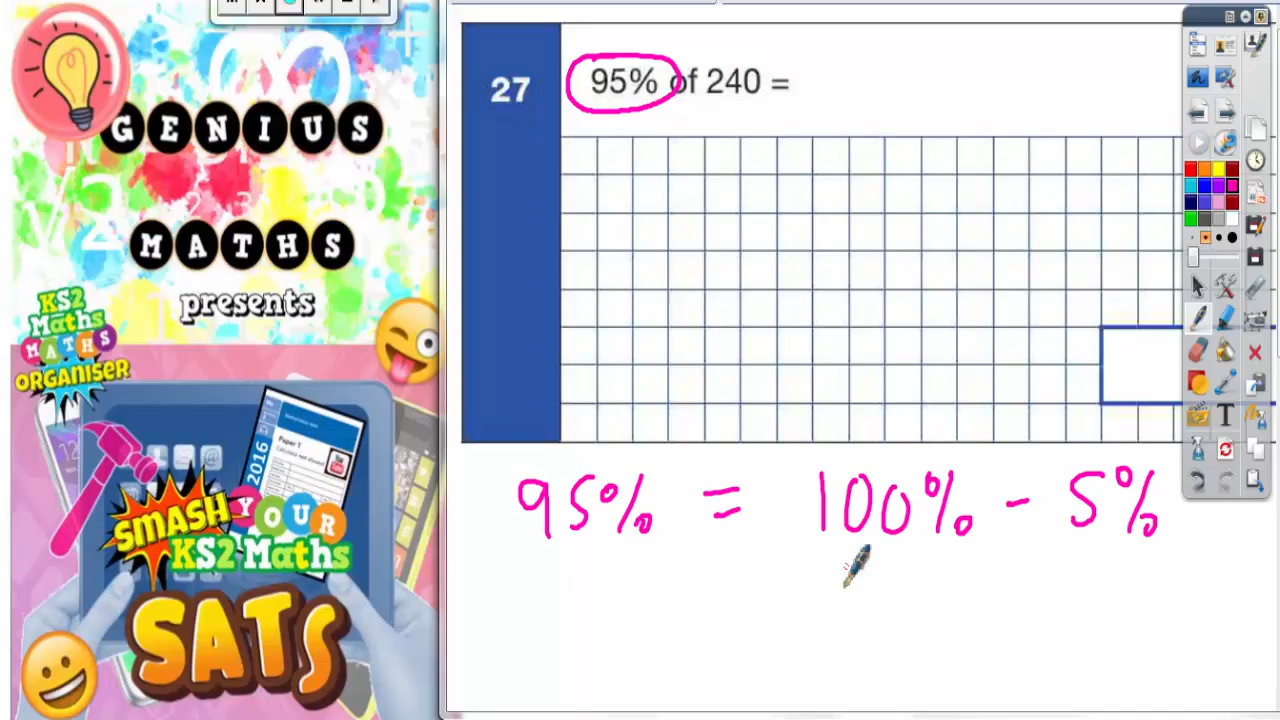 GENIUS
MATHS
presents
KS2
Maths
MATHS
ORGANISER
2016
Paper 1
SMASH
YOUR
KS2 Maths
SATS
27
95% of 240 =
95% = 100% - 5%
T